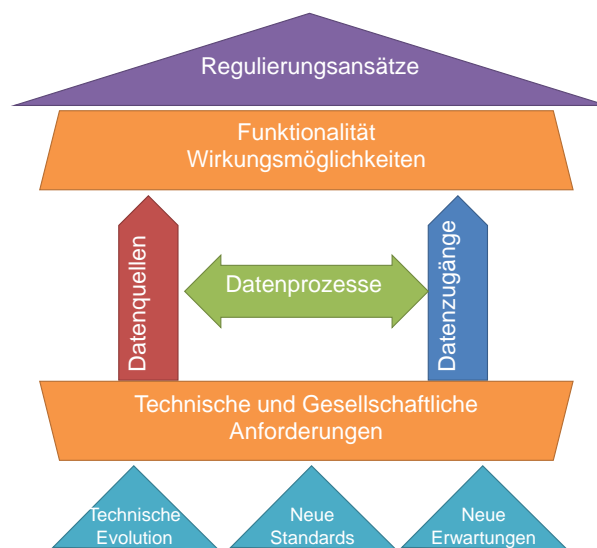 Regulierungsansätze
Funktionalität
Wirkungsmöglichkeiten
Datenquellen
Datenprozesse
Datenzugänge
Technische und Gesellschaftliche
Anforderungen
Technische
Evolution
Neue
Standards
Neue
Erwartungen